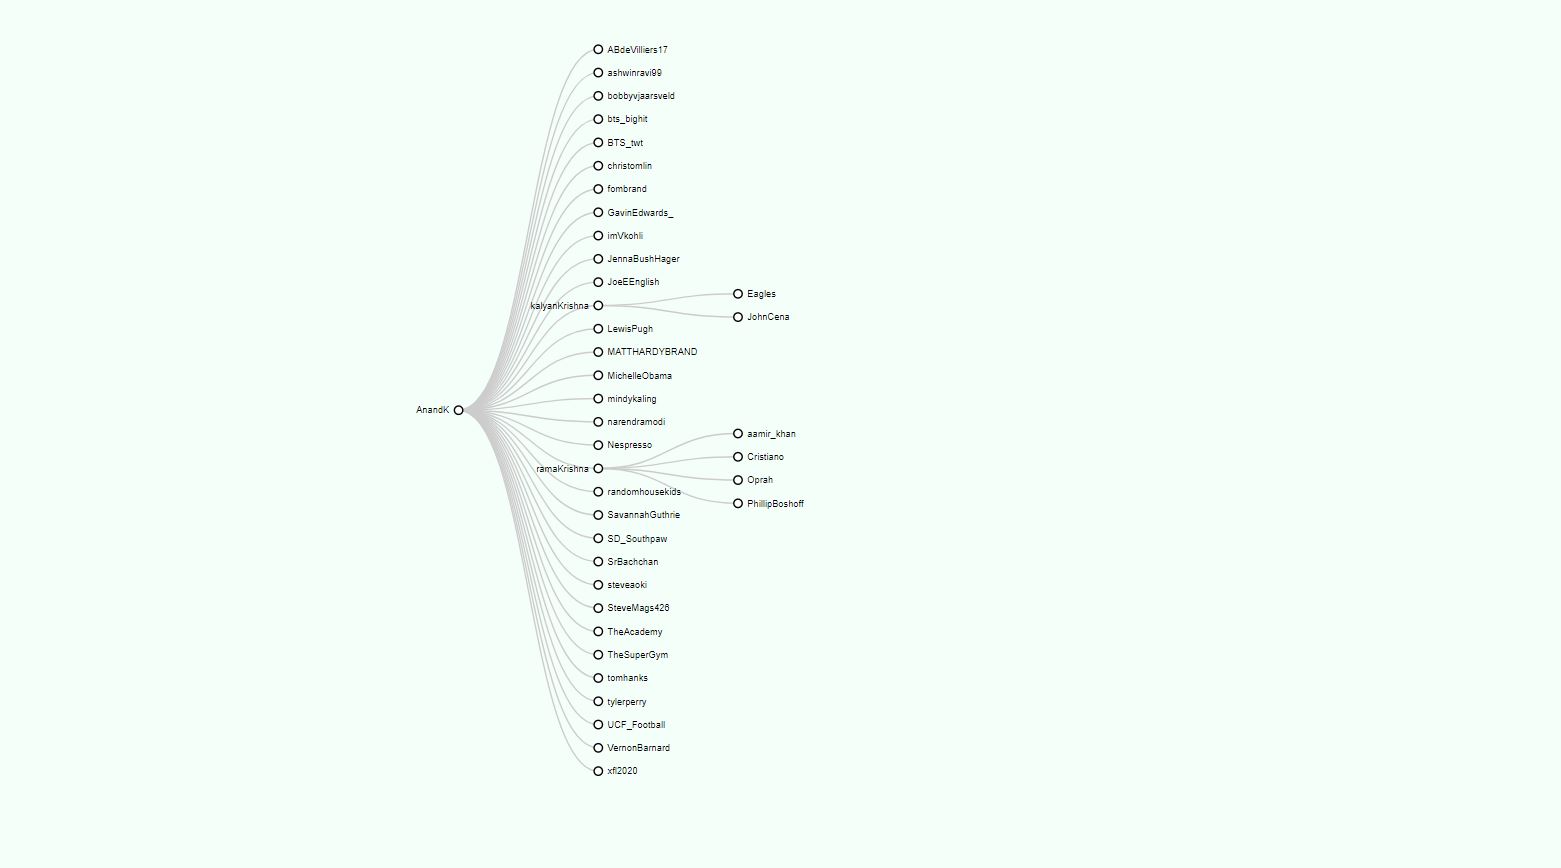 ABdeVilliers17
ashwinravi99
bobbyvjaarsveld
bts_bighit
BTS_twt
christomlin
fombrand
GavinEdwards_
imVkohli
JennaBushHager
JoeEEnglish
Eagles
kalyanKrishna
JohnCena
LewisPugh
MATTHARDYBRAND
MichelleObama
mindykaling
AnandK
narendramodi
aamir_khan
Nespresso
Cristiano
ramaKrishna
Oprah
randomhousekids
PhillipBoshoff
SavannahGuthrie
SD_Southpaw
SrBachchan
steveaoki
SteveMags426
TheAcademy
TheSuperGym
tomhanks
tylerperry
UCF_Football
VernonBarnard
xfl2020